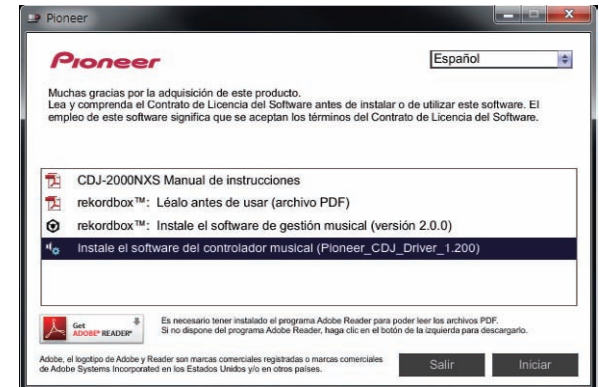 Pioneer
Pioneer
Español
Muchas gracias por la adquisición de este producto.
Lea y comprenda el Contrato de Licencia del Software antes de instalar o de utilizar este software. El
empleo de este software significa que se aceptan los términos del Contrato de Licencia del Software.
CDJ-2000NXS Manual de instrucciones
rekordbox™: Léalo antes de usar (archivo PDF)
rekordbox™: Instale el software de gestión musical (versión 2.0.0)
Instale el software del controlador musical (Pioneer_CDJ_Driver_1.200)
Get
ADOBE® READER®
Es necesario tener instalado el programa Adobe Reader para poder leer los archivos PDF.
Si no dispone del programa Adobe Reader, haga clic en el botón de la izquierda para descargarlo.
Adobe, el logotipo de Adobe y Reader son marcas comerciales registradas o marcas comerciales
de Adobe Systems Incorporated en los Estados Unidos y/o en otros países.
Salir
Iniciar